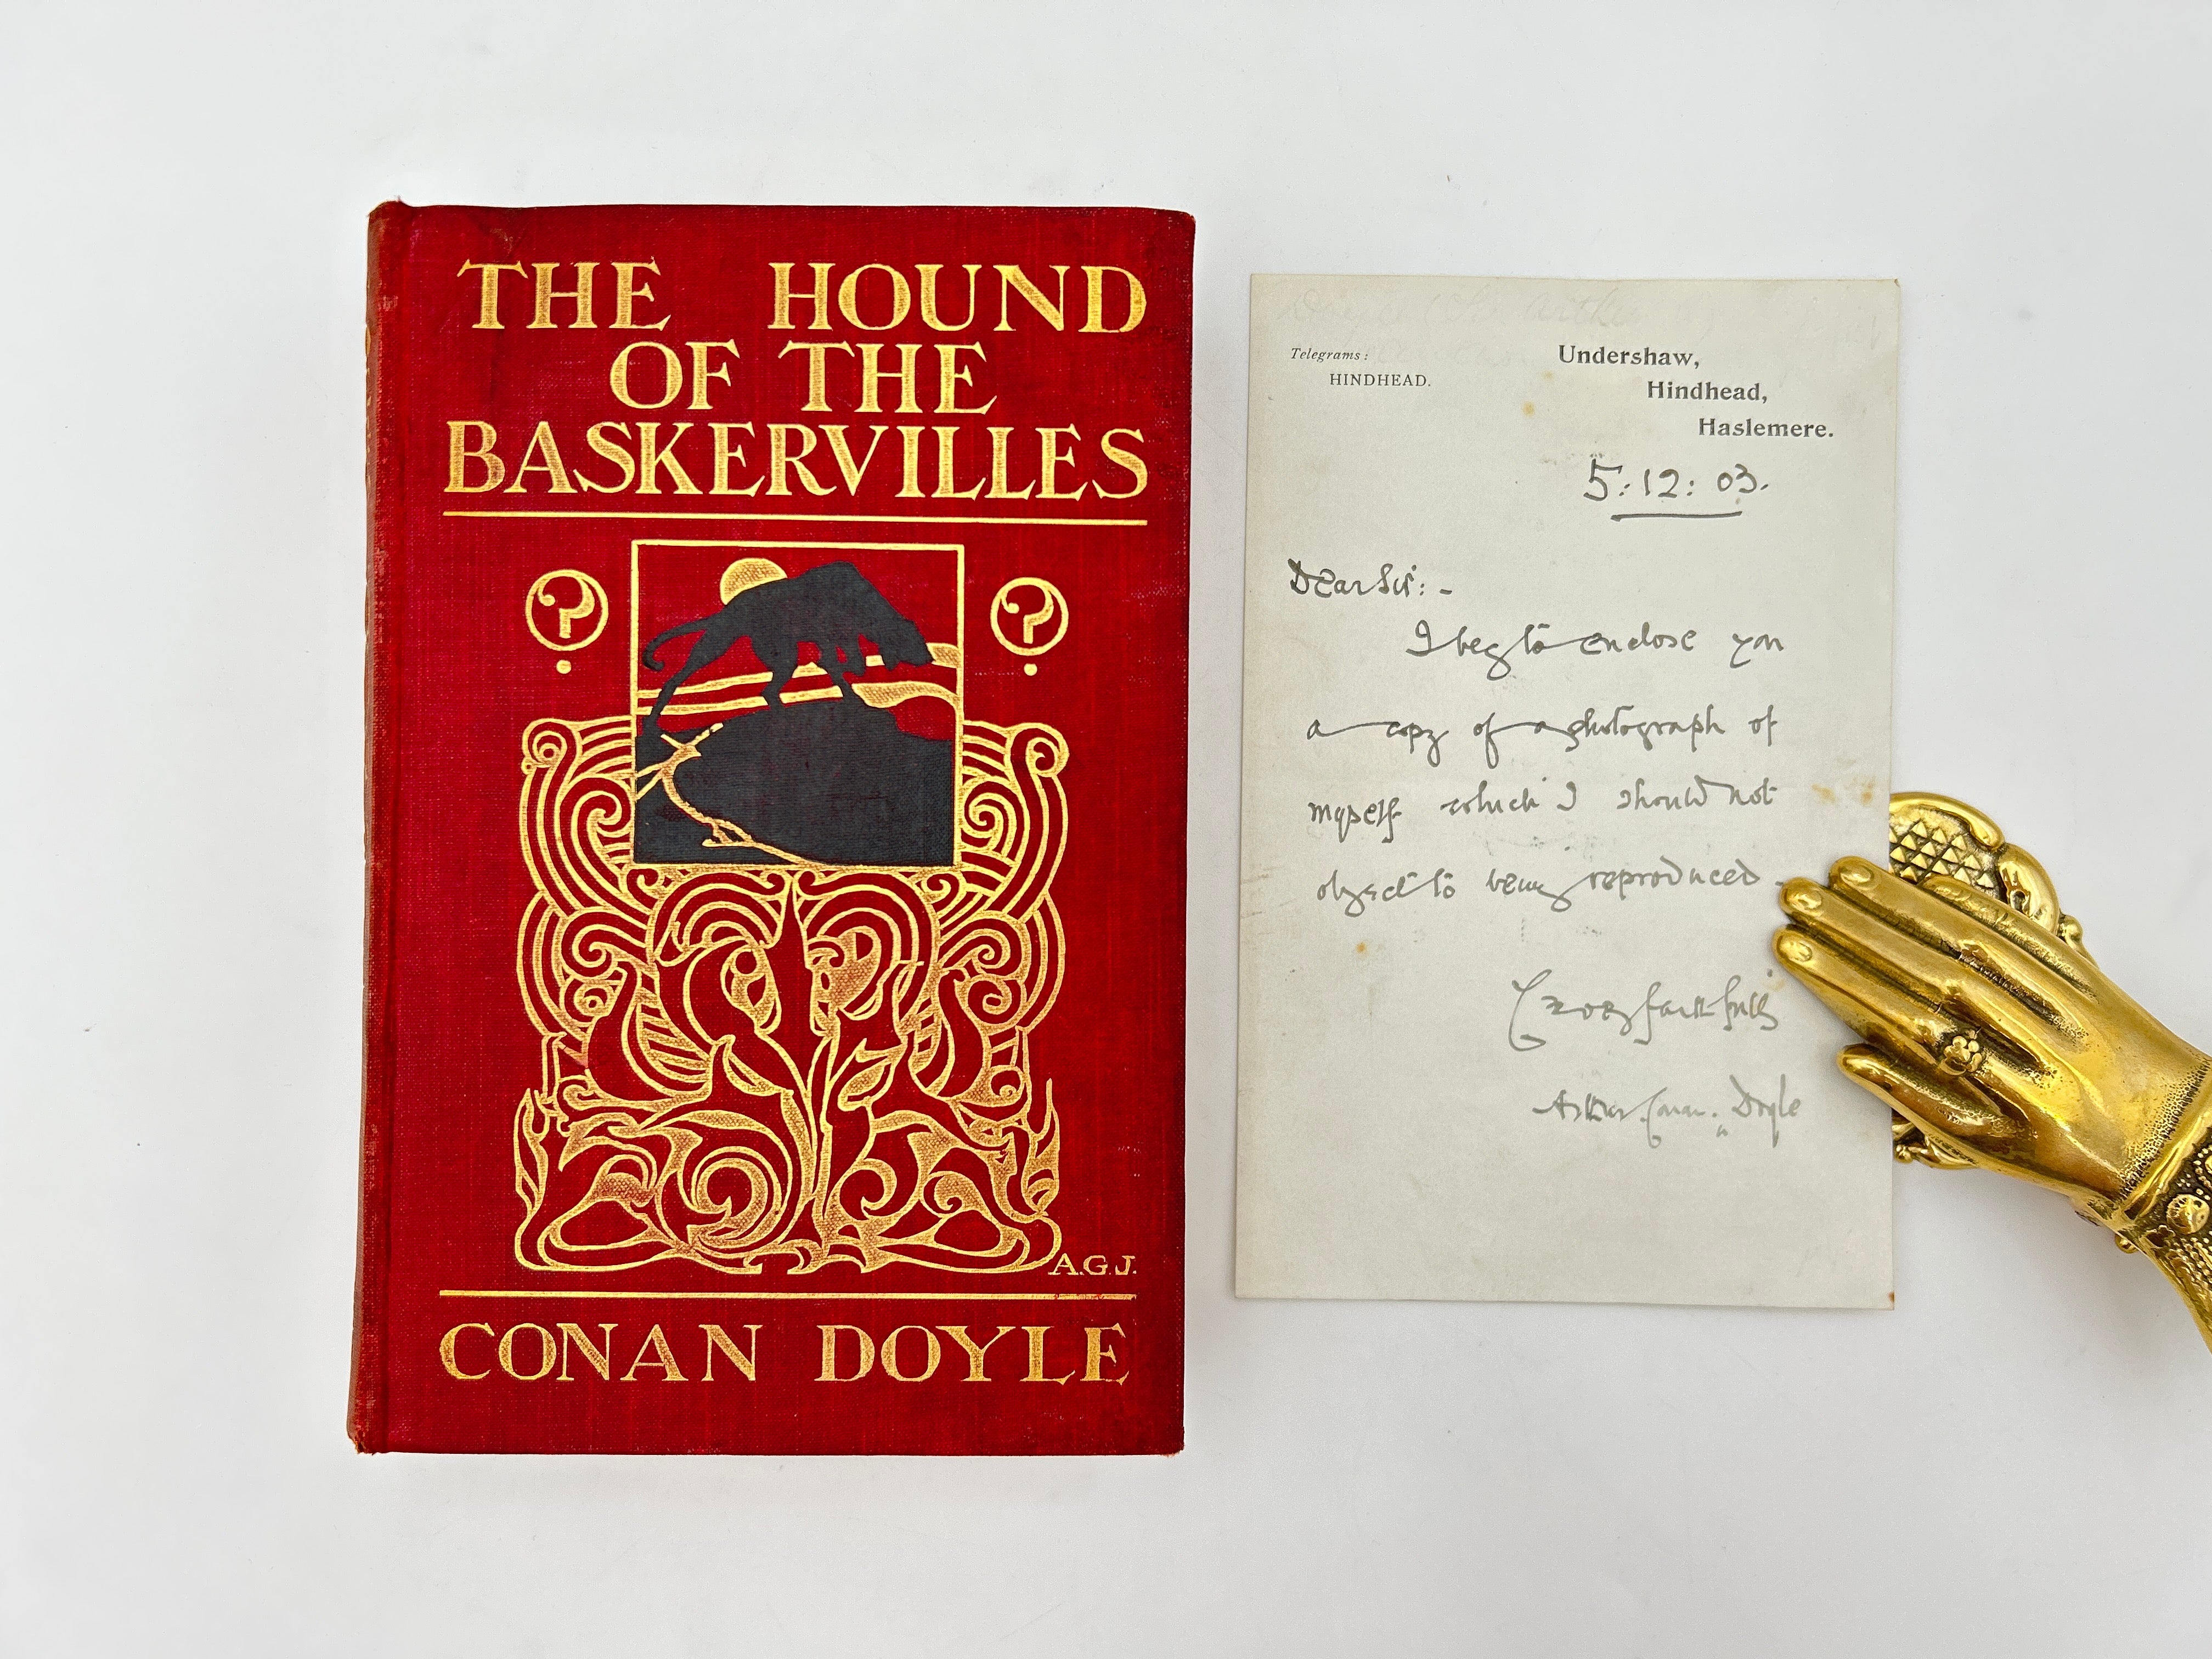 THE HOUND
OF THE
BASKERVILLES
? ?
A.G.J.
CONAN DOYLE
Telegrams:
HINDHEAD.
Undershaw,
Hindhead,
Haslemere.
5:12:03.
Dear Sir:-
I beg to enclose you
a copy of a photograph of
myself which I should not
object to being reproduced.
Yours faithfully
Arthur Conan Doyle